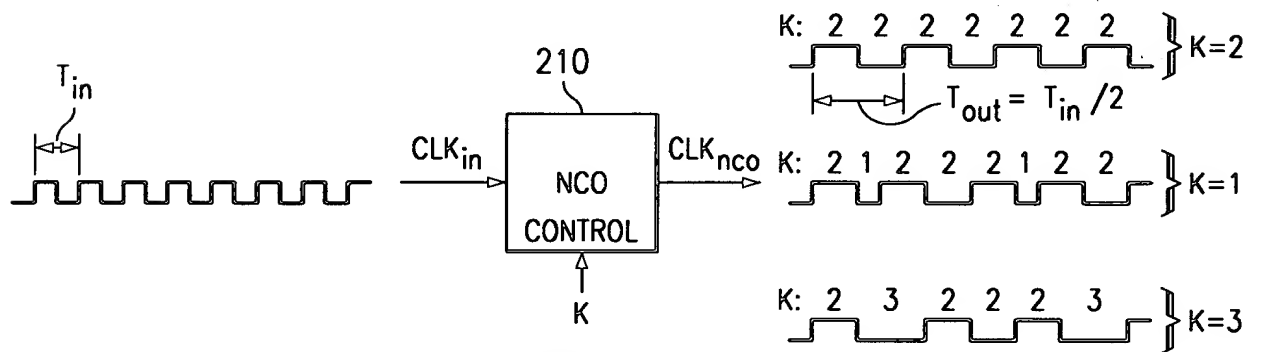 K: 2 2 2 2 2 2 2 K=2
T_in
210
T_out = T_in /2
CLK_in
NCO
CONTROL
CLK_nco
K: 2 1 2 2 2 1 2 2 K=1
K
K: 2 3 2 2 2 3 K=3